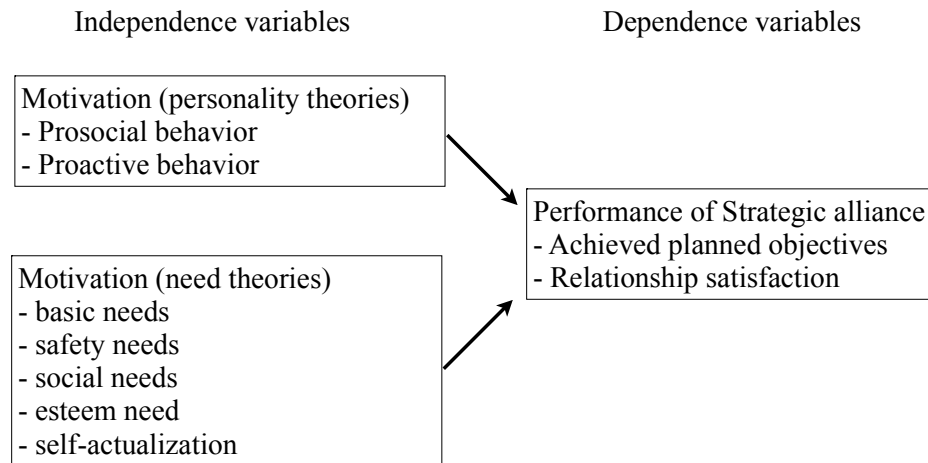 Independence variables
Dependence variables
Motivation (personality theories)
- Prosocial behavior
- Proactive behavior
Performance of Strategic alliance
- Achieved planned objectives
- Relationship satisfaction
Motivation (need theories)
- basic needs
- safety needs
- social needs
- esteem need
- self-actualization